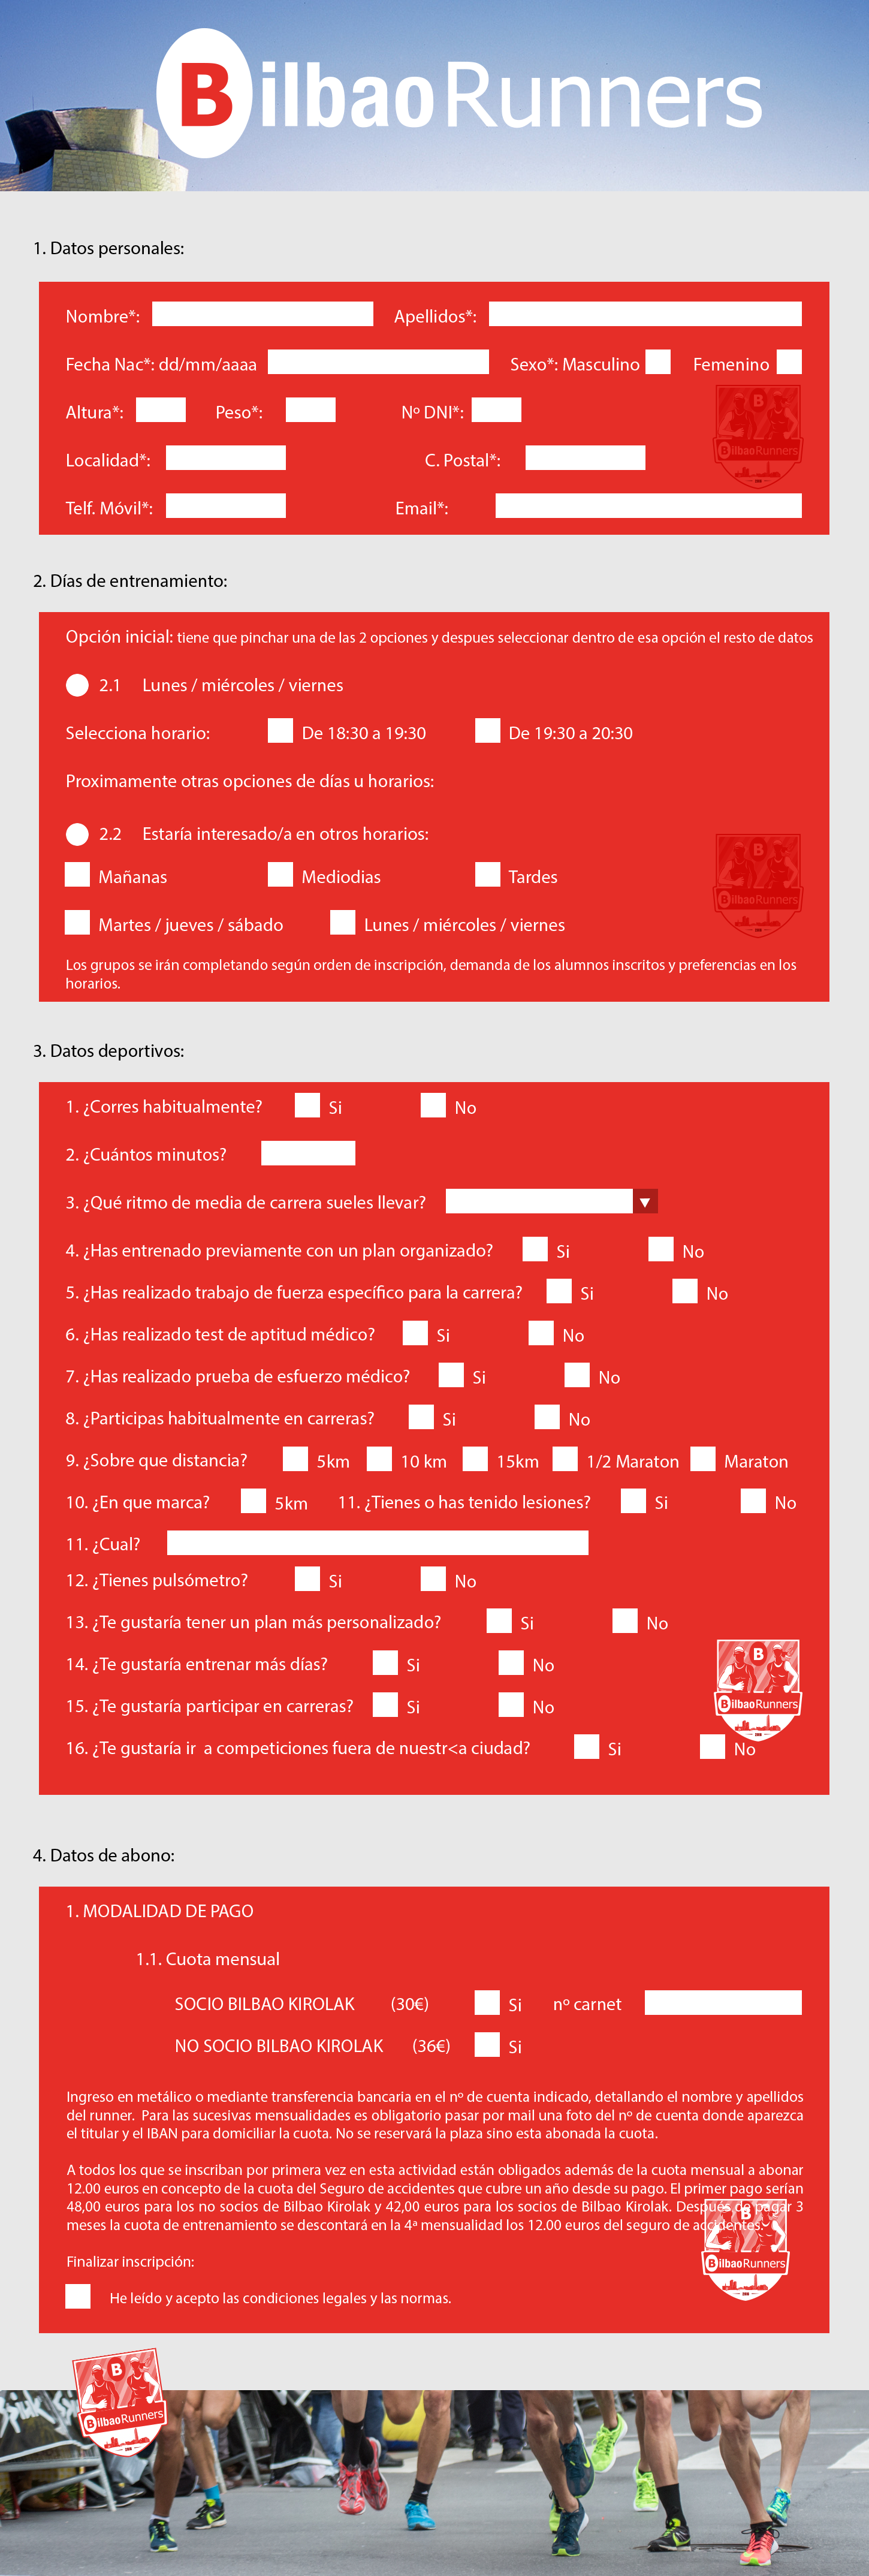 BilbaoRunners
1. Datos personales:
Nombre*: Apellidos*:
Fecha Nac*: dd/mm/aaaa Sexo*: Masculino Femenino
Altura*: Peso*: Nº DNI*:
B
BilbaoRunners
Localidad*: C. Postal*:
Telf. Móvil*: Email*:
2. Días de entrenamiento:
Opción inicial: tiene que pinchar una de las 2 opciones y despues seleccionar dentro de esa opción el resto de datos
2.1 Lunes / miércoles / viernes
Selecciona horario: De 18:30 a 19:30 De 19:30 a 20:30
Proximamente otras opciones de días u horarios:
2.2 Estaría interesado/a en otros horarios:
B
BilbaoRunners
Mañanas Mediodias Tardes
Martes / jueves / sábado Lunes / miércoles / viernes
Los grupos se irán completando según orden de inscripción, demanda de los alumnos inscritos y preferencias en los
horarios.
3. Datos deportivos:
1. ¿Corres habitualmente? Si No
2. ¿Cuántos minutos?
3. ¿Qué ritmo de media de carrera sueles llevar?
4. ¿Has entrenado previamente con un plan organizado? Si No
5. ¿Has realizado trabajo de fuerza específico para la carrera? Si No
6. ¿Has realizado test de aptitud médico? Si No
7. ¿Has realizado prueba de esfuerzo médico? Si No
8. ¿Participas habitualmente en carreras? Si No
9. ¿Sobre que distancia? 5km 10 km 15km 1/2 Maraton Maraton
10. ¿En que marca? 5km 11. ¿Tienes o has tenido lesiones? Si No
11. ¿Cual?
12. ¿Tienes pulsómetro? Si No
13. ¿Te gustaría tener un plan más personalizado? Si No
14. ¿Te gustaría entrenar más días? Si No
B
BilbaoRunners
15. ¿Te gustaría participar en carreras? Si No
16. ¿Te gustaría ir a competiciones fuera de nuestr<a ciudad? Si No
4. Datos de abono:
1. MODALIDAD DE PAGO
1.1. Cuota mensual
SOCIO BILBAO KIROLAK (30€) Si nº carnet
NO SOCIO BILBAO KIROLAK (36€) Si
Ingreso en metálico o mediante transferencia bancaria en el nº de cuenta indicado, detallando el nombre y apellidos
del runner. Para las sucesivas mensualidades es obligatorio pasar por mail una foto del nº de cuenta donde aparezca
el titular y el IBAN para domiciliar la cuota. No se reservará la plaza sino esta abonada la cuota.
A todos los que se inscriban por primera vez en esta actividad están obligados además de la cuota mensual a abonar
12.00 euros en concepto de la cuota del Seguro de accidentes que cubre un año desde su pago. El primer pago serían
48,00 euros para los no socios de Bilbao Kirolak y 42,00 euros para los socios de Bilbao Kirolak. Después de pagar 3
meses la cuota de entrenamiento se descontará en la 4ª mensualidad los 12.00 euros del seguro de accidentes.
B
BilbaoRunners
Finalizar inscripción:
He leído y acepto las condiciones legales y las normas.
B
BilbaoRunners